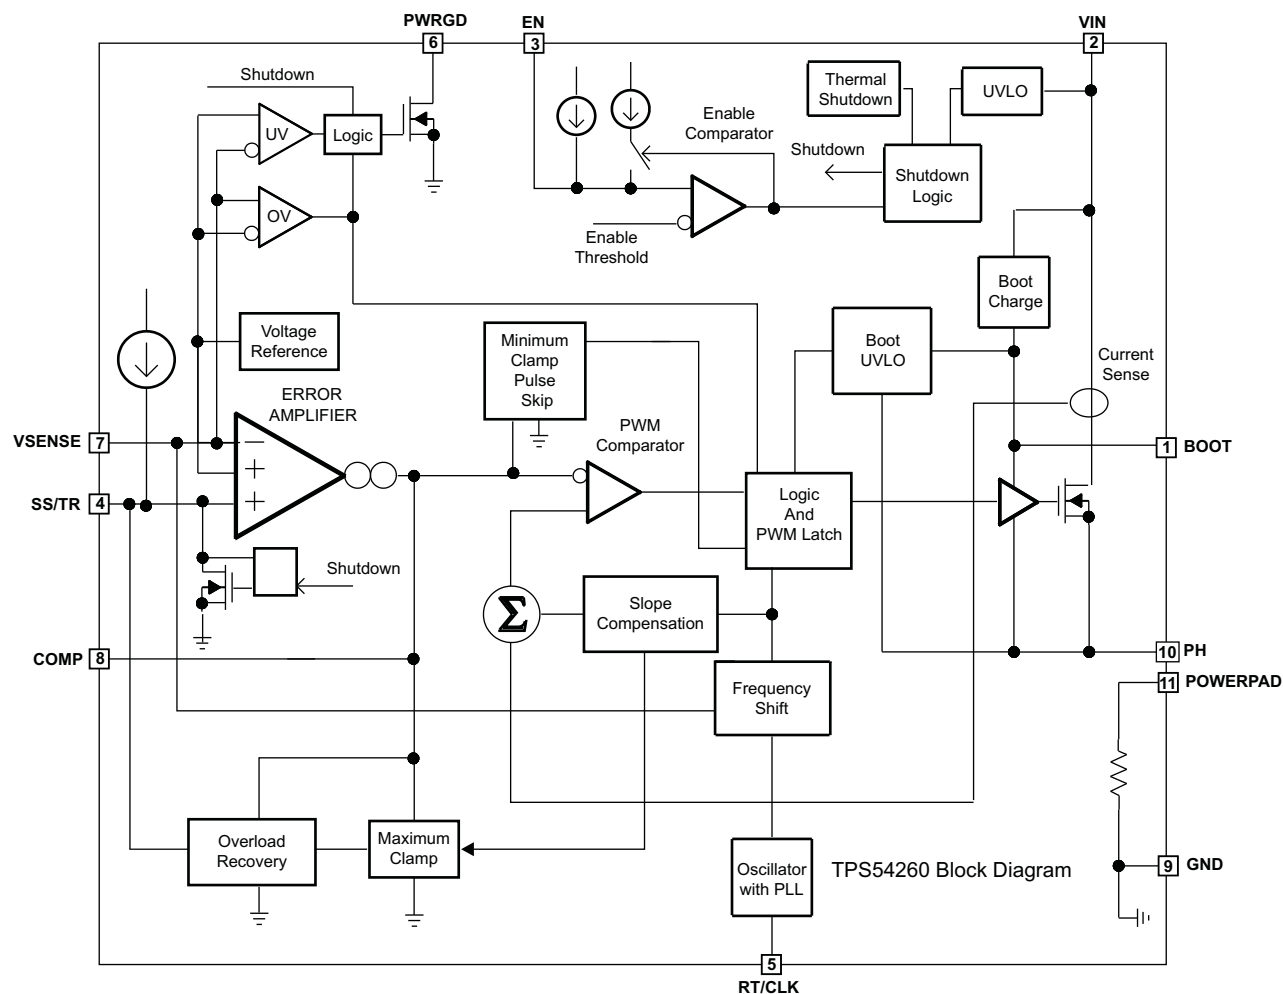 PWRGD
EN
VIN
6
3
2
Shutdown
Thermal
Shutdown
UVLO
UV
Logic
Enable
Comparator
Shutdown
Shutdown
Logic
OV
Enable
Threshold
Boot
Charge
Voltage
Reference
Minimum
Clamp
Pulse
Skip
Boot
UVLO
Current
Sense
ERROR
AMPLIFIER
PWM
Comparator
VSENSE 7
1 BOOT
−
+
+
SS/TR 4
Logic
And
PWM Latch
Shutdown
Σ
Slope
Compensation
COMP 8
10 PH
11 POWERPAD
Frequency
Shift
Overload
Recovery
Maximum
Clamp
Oscillator
with PLL
TPS54260 Block Diagram
9 GND
5
RT/CLK